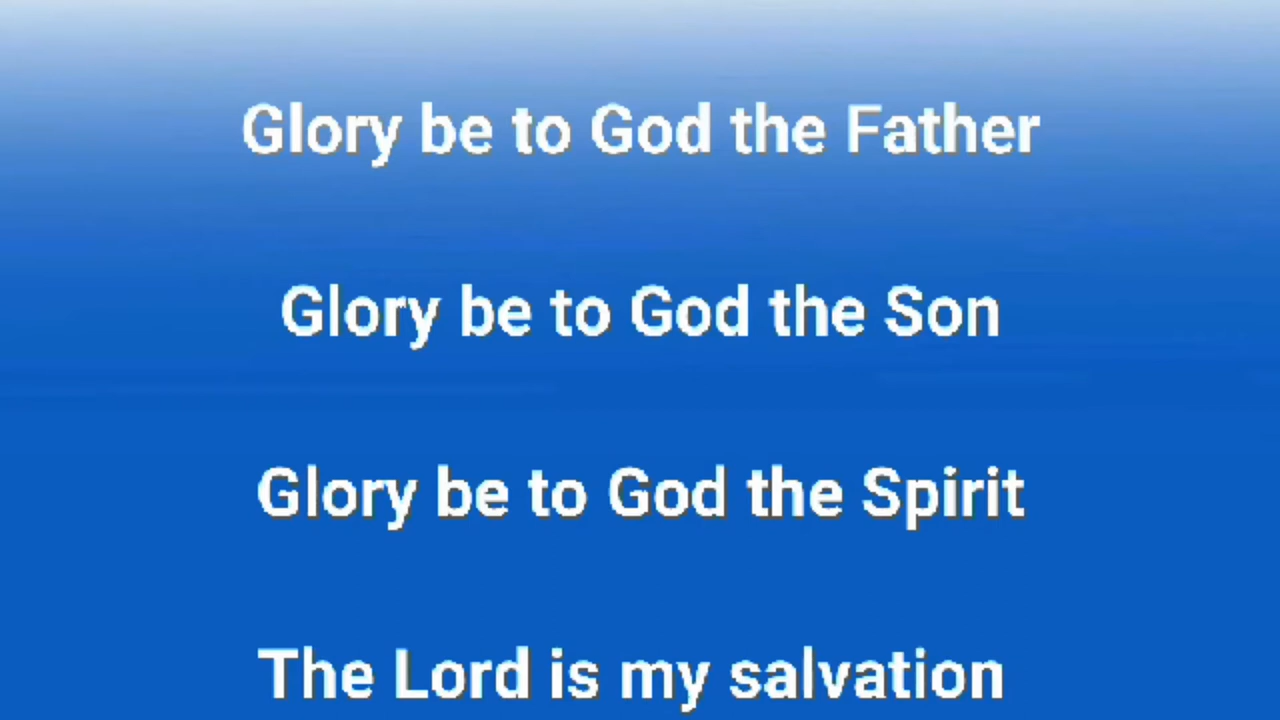 Glory be to God the Father
Glory be to God the Son
Glory be to God the Spirit
The Lord is my salvation